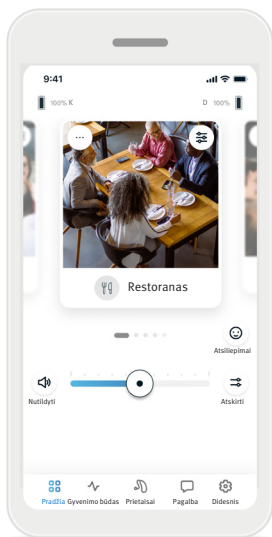 9:41
100% K
D 100%
Restoranas
Atsiliepimai
Nutildyti
Atskirti
Pradžia Gyvenimo būdas Prietaisai Pagalba Didesnis